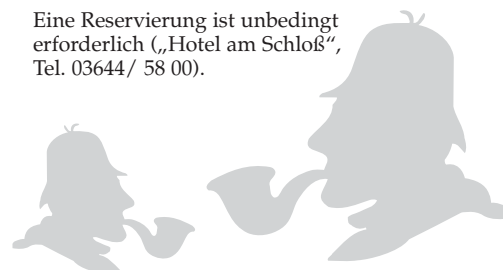 Eine Reservierung ist unbedingt
erforderlich („Hotel am Schloß“,
Tel. 03644/ 58 00).